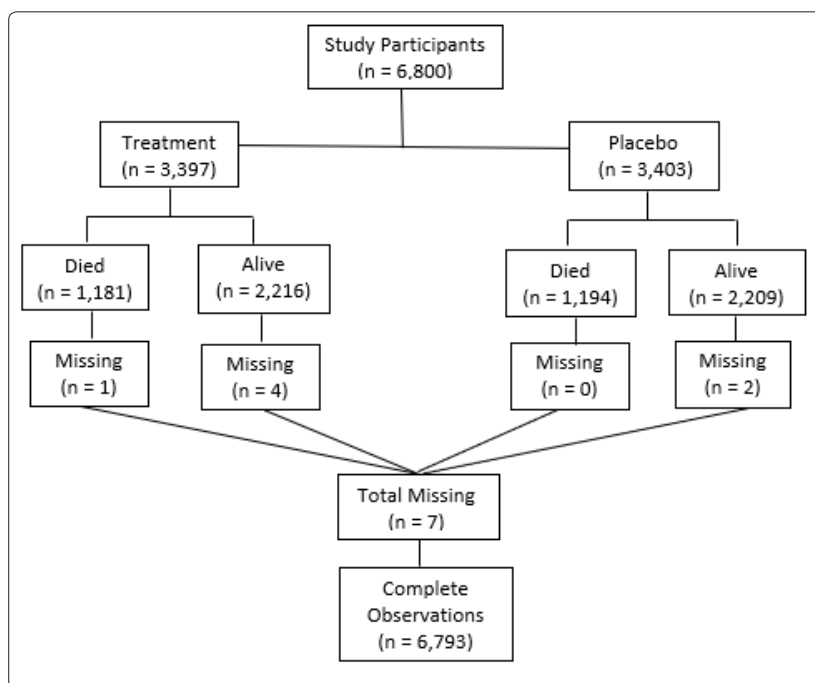 Study Participants
(n = 6,800)
Treatment
(n = 3,397)
Placebo
(n = 3,403)
Died
(n = 1,181)
Alive
(n = 2,216)
Died
(n = 1,194)
Alive
(n = 2,209)
Missing
(n = 1)
Missing
(n = 4)
Missing
(n = 0)
Missing
(n = 2)
Total Missing
(n = 7)
Complete
Observations
(n = 6,793)